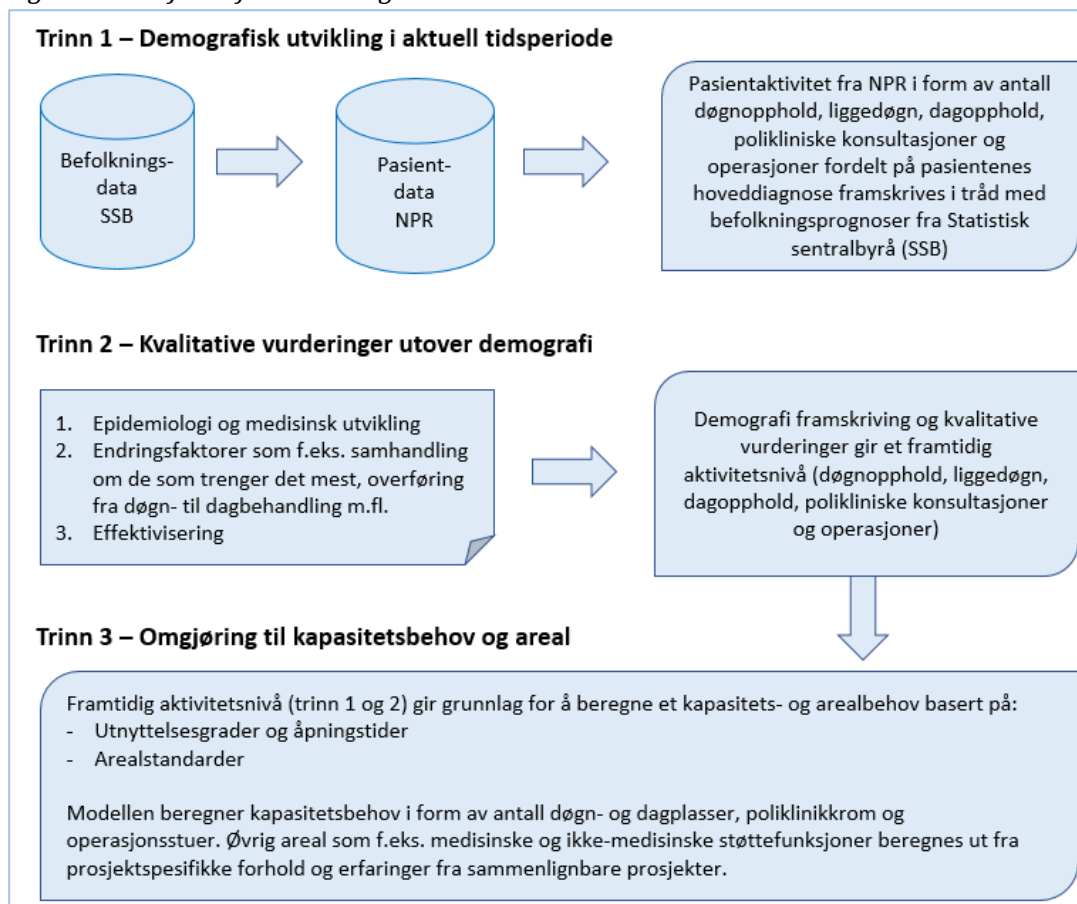 Trinn 1 – Demografisk utvikling i aktuell tidsperiode
Befolknings-
data
SSB
Pasient-
data
NPR
Pasientaktivitet fra NPR i form av antall
døgnopphold, liggedøgn, dagopphold,
polikliniske konsultasjoner og
operasjoner fordelt på pasientenes
hoveddiagnose framskrives i tråd med
befolkningsprognoser fra Statistisk
sentralbyrå (SSB)
Trinn 2 – Kvalitative vurderinger utover demografi
1. Epidemiologi og medisinsk utvikling
2. Endringsfaktorer som f.eks. samhandling
om de som trenger det mest, overføring
fra døgn- til dagbehandling m.fl.
3. Effektivisering
Demografi framskriving og kvalitative
vurderinger gir et framtidig
aktivitetsnivå (døgnopphold, liggedøgn,
dagopphold, polikliniske konsultasjoner
og operasjoner)
Trinn 3 – Omgjøring til kapasitetsbehov og areal
Framtidig aktivitetsnivå (trinn 1 og 2) gir grunnlag for å beregne et kapasitets- og arealbehov basert på:
- Utnyttelsesgrader og åpningstider
- Arealstandarder
Modellen beregner kapasitetsbehov i form av antall døgn- og dagplasser, poliklinikkrom og
operasjonsstuer. Øvrig areal som f.eks. medisinske og ikke-medisinske støttefunksjoner beregnes ut fra
prosjektspesifikke forhold og erfaringer fra sammenlignbare prosjekter.